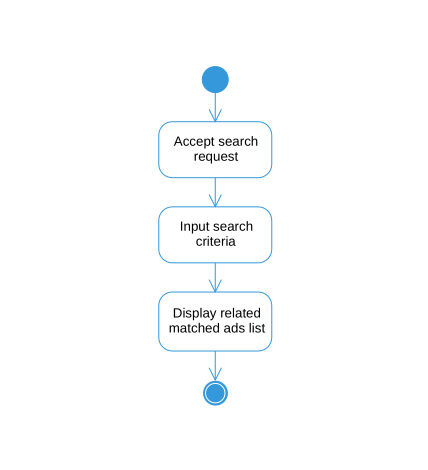 Accept search
request
Input search
criteria
Display related
matched ads list